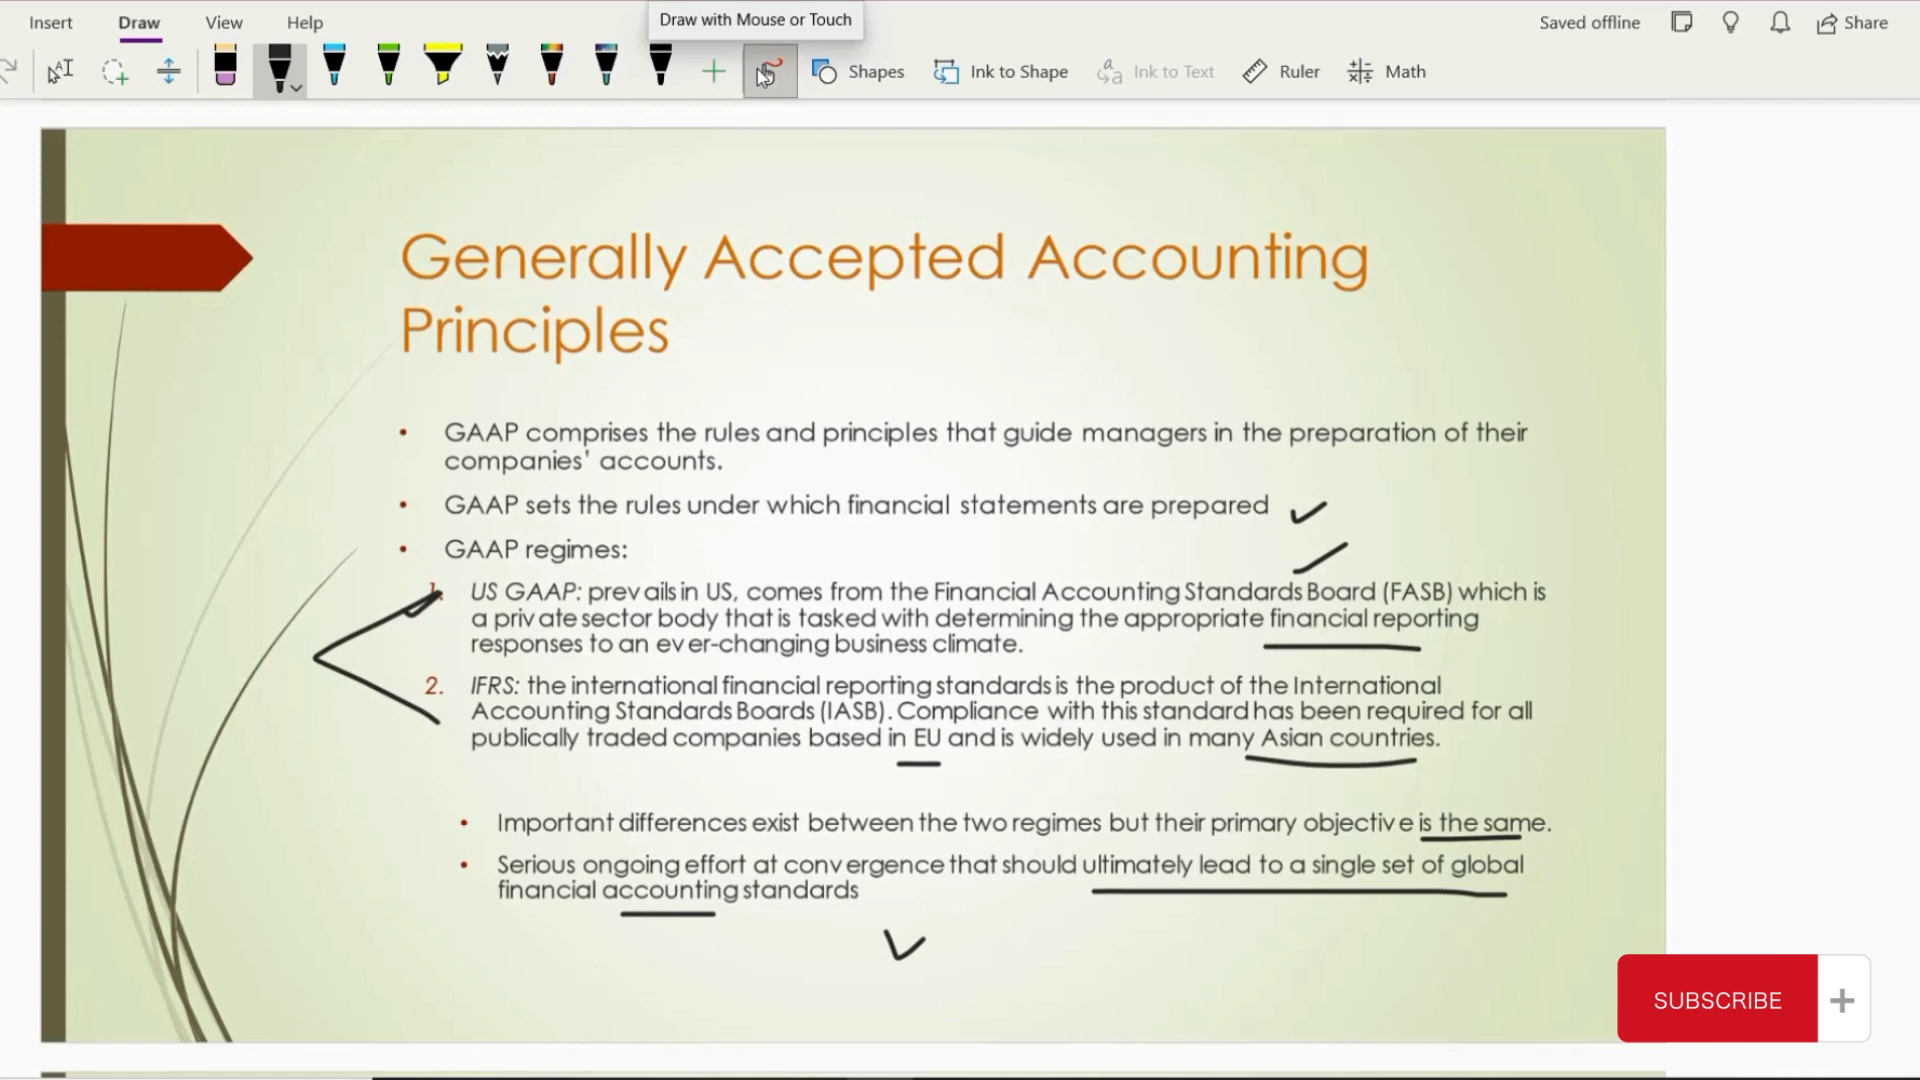 Draw with Mouse or Touch
Insert Draw View Help Saved offline Share
Shapes Ink to Shape Ink to Text Ruler Math
Generally Accepted Accounting
Principles
• GAAP comprises the rules and principles that guide managers in the preparation of their
companies' accounts.
• GAAP sets the rules under which financial statements are prepared
• GAAP regimes:
1. US GAAP: prevails in US, comes from the Financial Accounting Standards Board (FASB) which is
a private sector body that is tasked with determining the appropriate financial reporting
responses to an ever-changing business climate.
2. IFRS: the international financial reporting standards is the product of the International
Accounting Standards Boards (IASB). Compliance with this standard has been required for all
publically traded companies based in EU and is widely used in many Asian countries.
• Important differences exist between the two regimes but their primary objective is the same.
• Serious ongoing effort at convergence that should ultimately lead to a single set of global
financial accounting standards
SUBSCRIBE